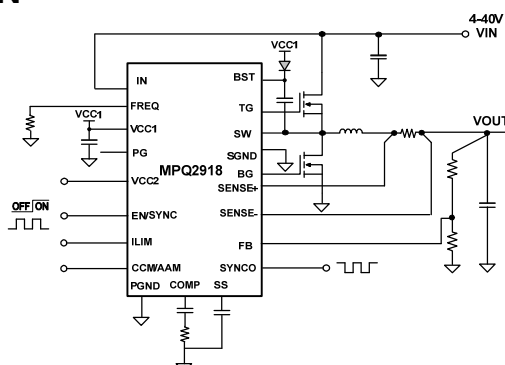 N
4-40V
VIN
VCC1
IN
BST
FREQ
TG
VCC1
VCC1
SW
VOUT
PG
SGND
MPQ2918
BG
VCC2
SENSE+
OFF ON
EN/SYNC
SENSE-
ILIM
FB
CCM/AAM
SYNCO
PGND
COMP
SS